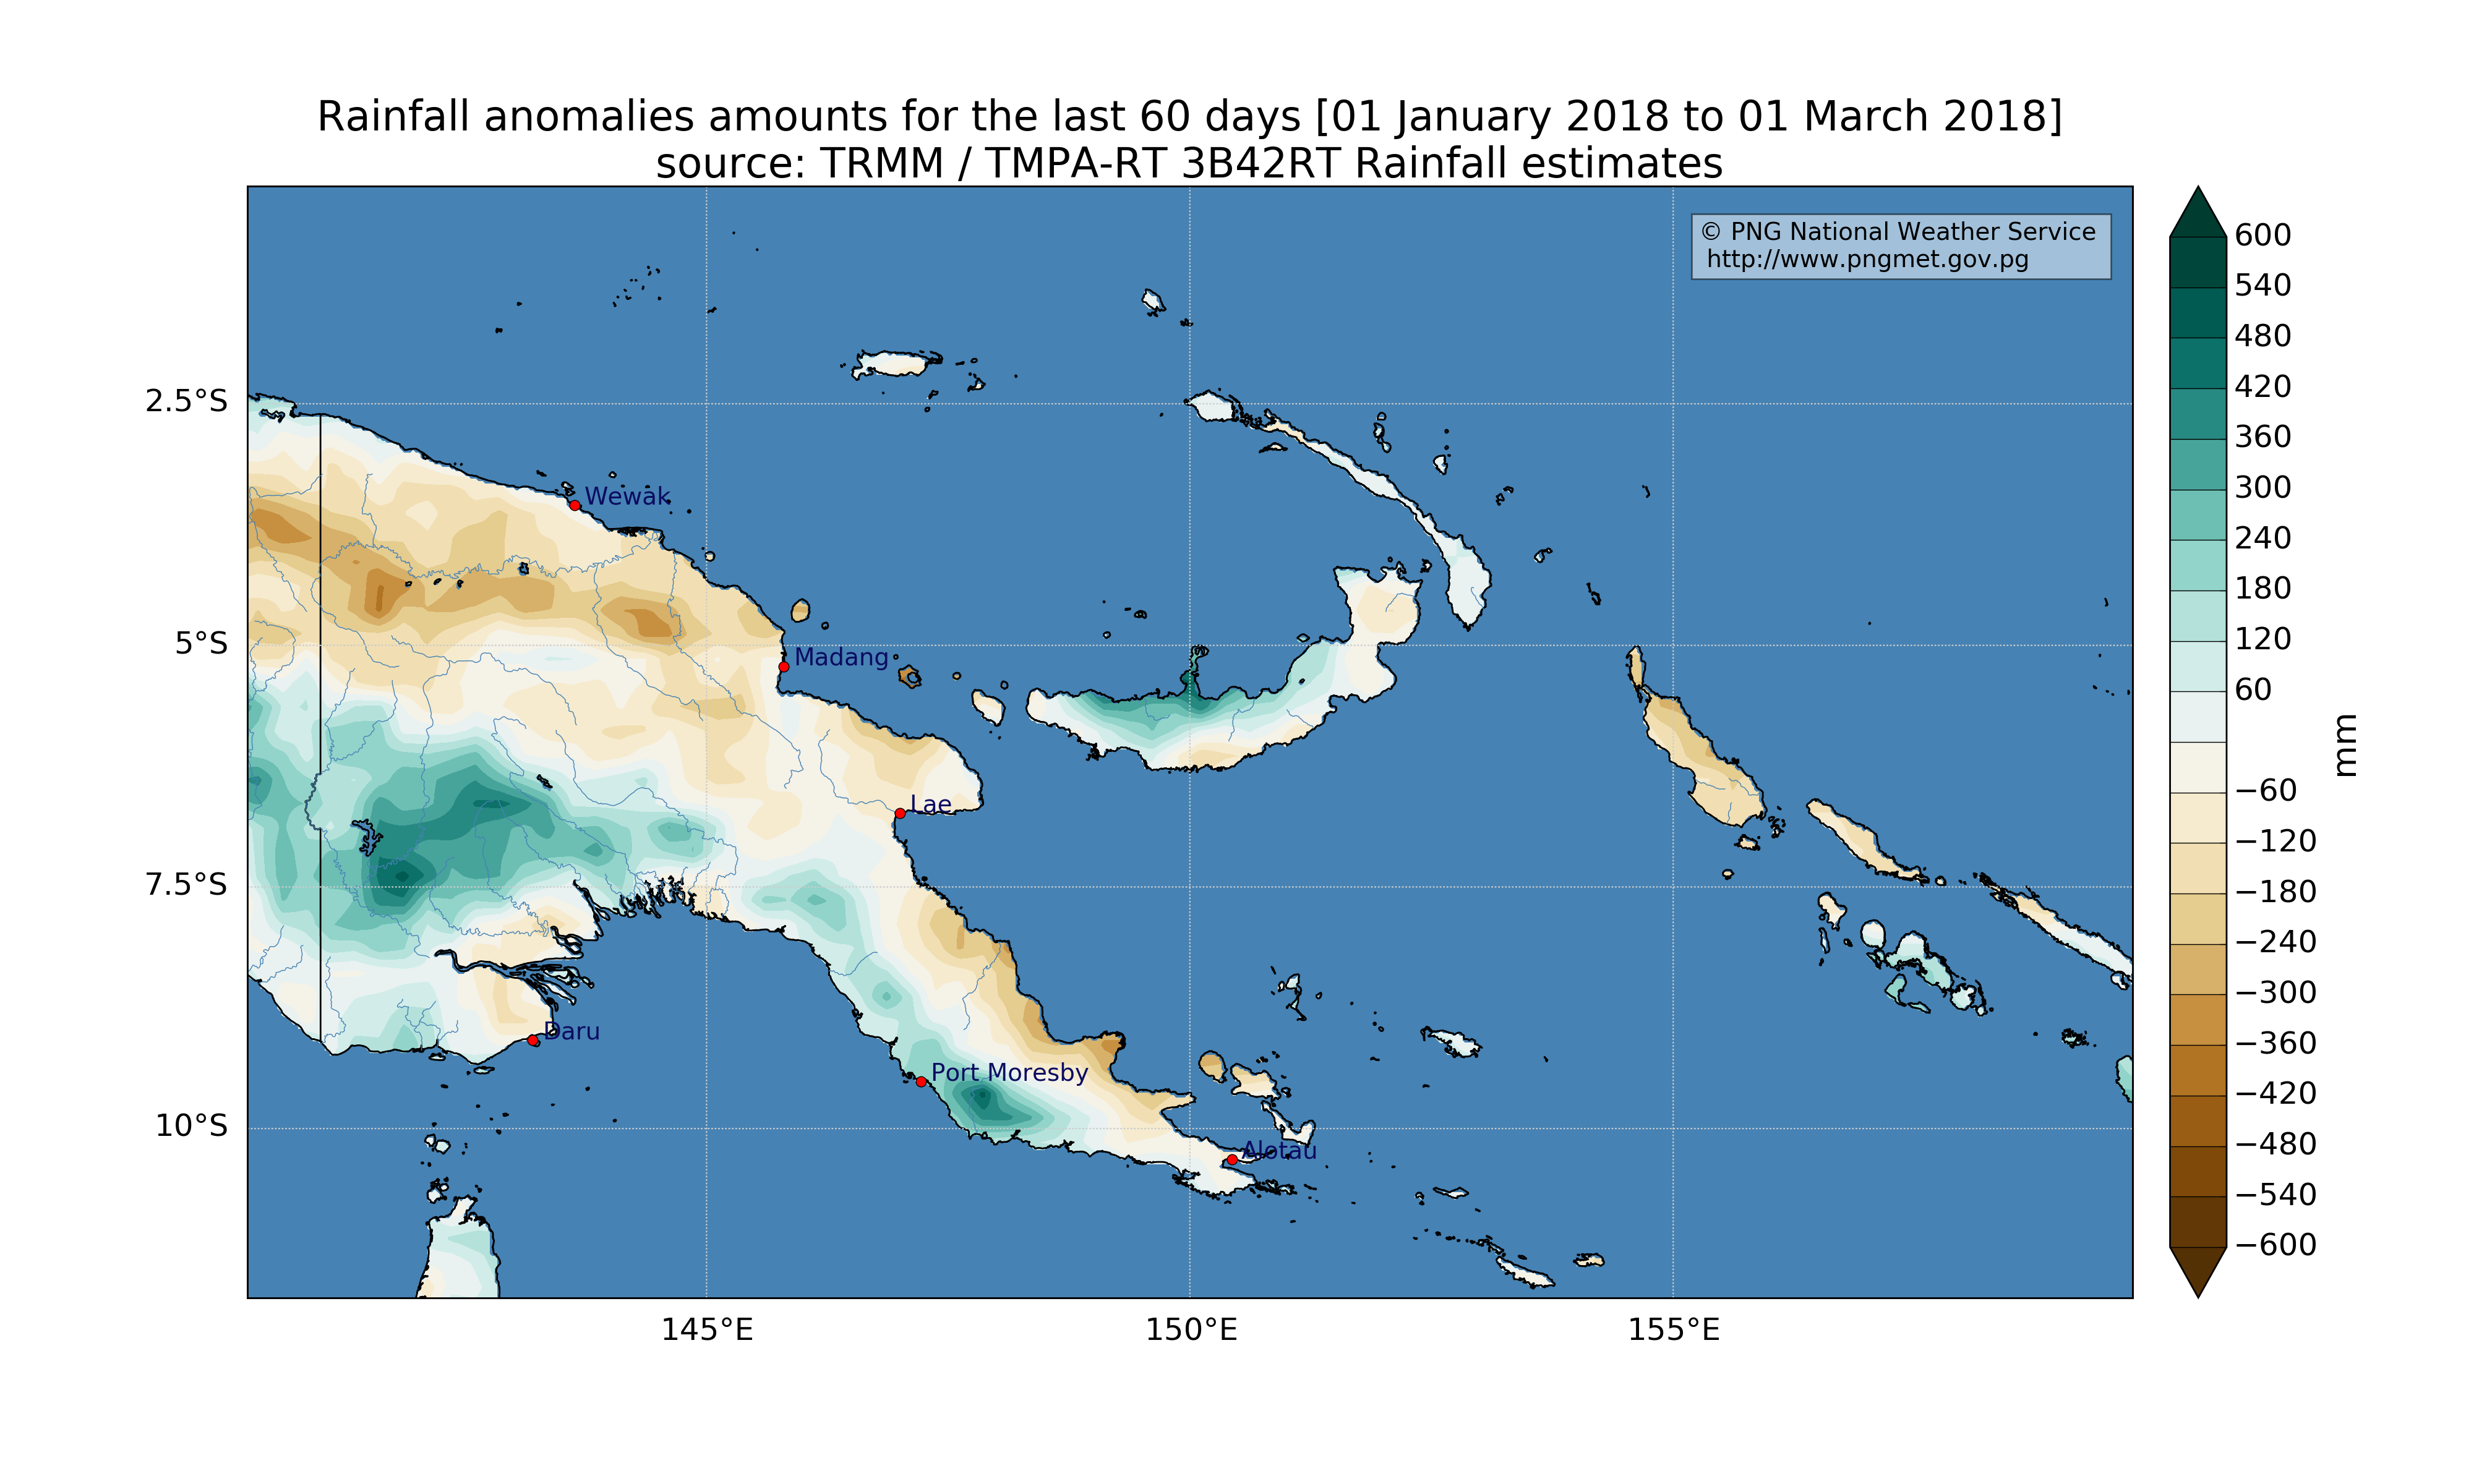 Rainfall anomalies amounts for the last 60 days [01 January 2018 to 01 March 2018]
source: TRMM / TMPA-RT 3B42RT Rainfall estimates
© PNG National Weather Service
http://www.pngmet.gov.pg
2.5°S
5°S
7.5°S
10°S
145°E
150°E
155°E
Wewak
Madang
Lae
Daru
Port Moresby
Alotau
600
540
480
420
360
300
240
180
120
60
−60
−120
−180
−240
−300
−360
−420
−480
−540
−600
mm